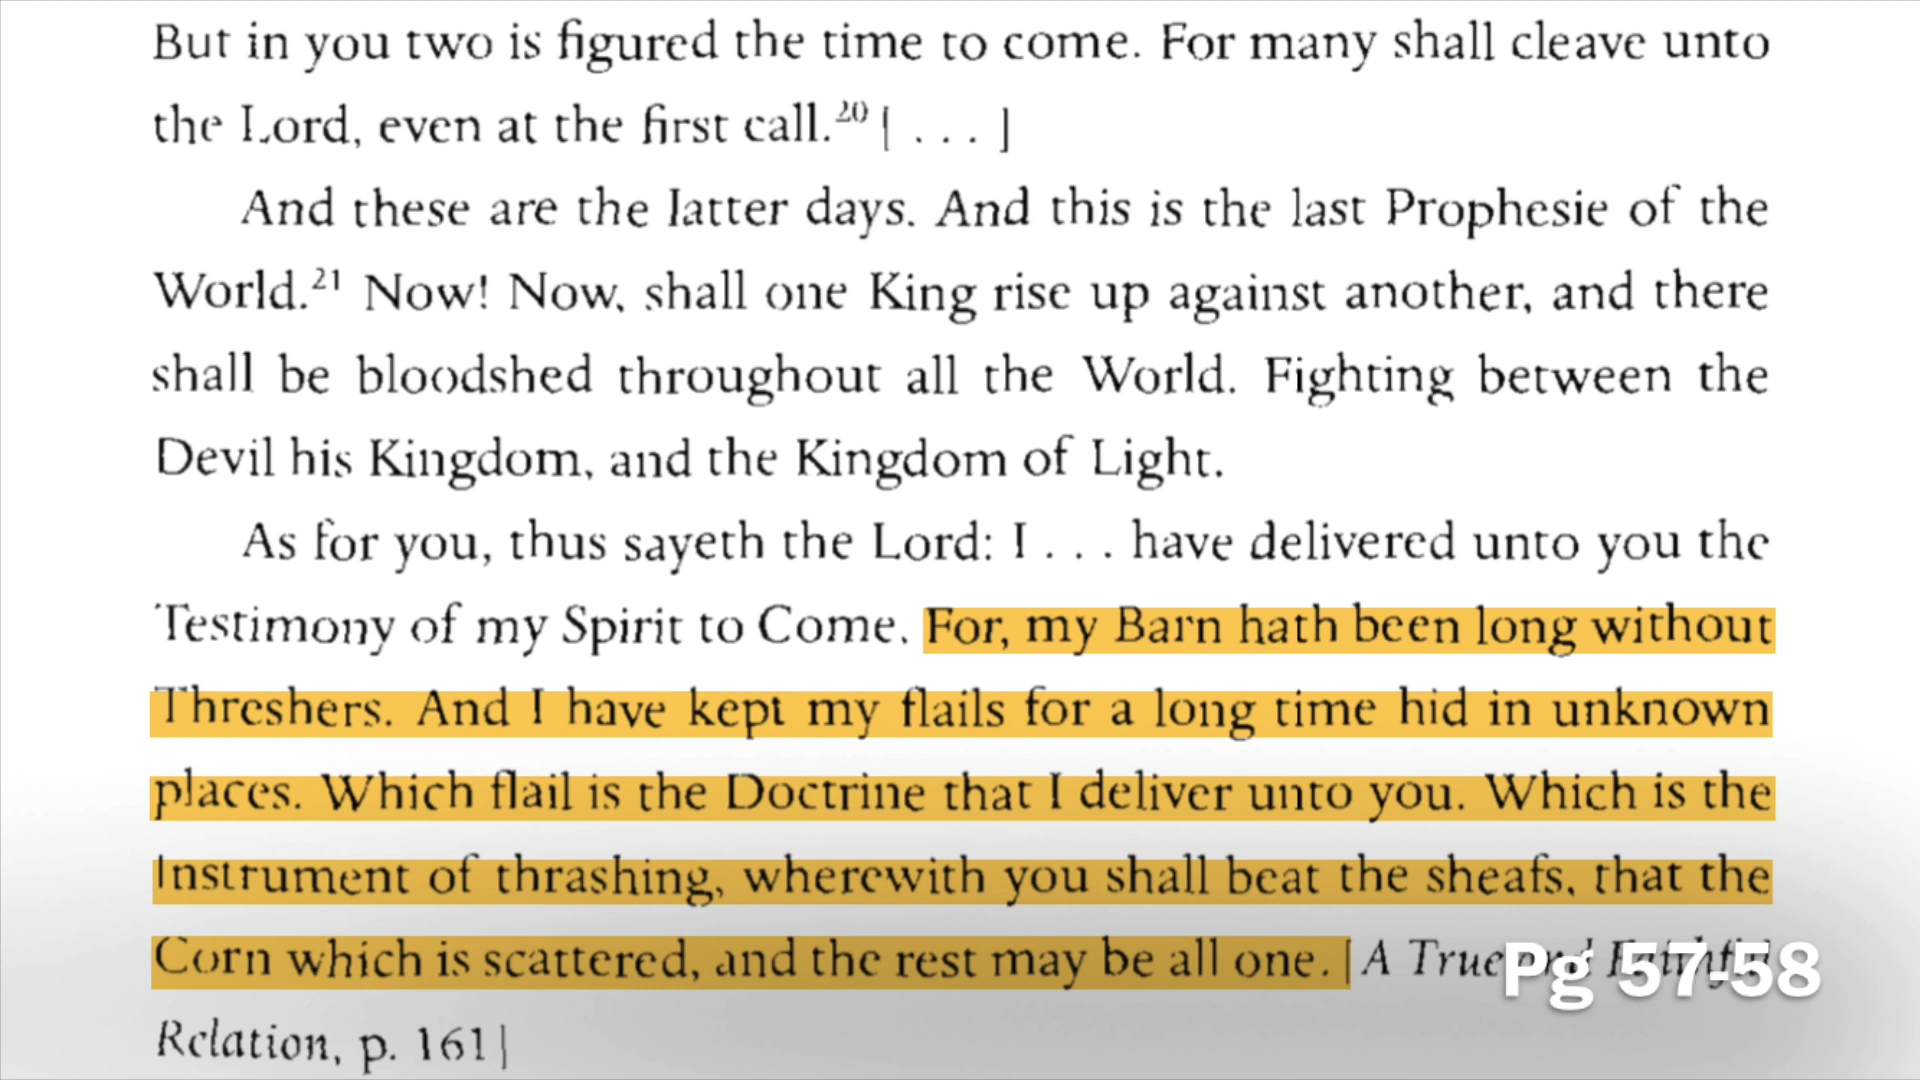 But in you two is figured the time to come. For many shall cleave unto
the Lord, even at the first call.20 [ . . . ]
And these are the latter days. And this is the last Prophesie of the
World.21 Now! Now, shall one King rise up against another, and there
shall be bloodshed throughout all the World. Fighting between the
Devil his Kingdom, and the Kingdom of Light.
As for you, thus sayeth the Lord: I . . . have delivered unto you the
Testimony of my Spirit to Come. For, my Barn hath been long without
Threshers. And I have kept my flails for a long time hid in unknown
places. Which flail is the Doctrine that I deliver unto you. Which is the
Instrument of thrashing, wherewith you shall beat the sheafs, that the
Corn which is scattered, and the rest may be all one. [A True and Faithful
Relation, p. 161]
Pg 57-58